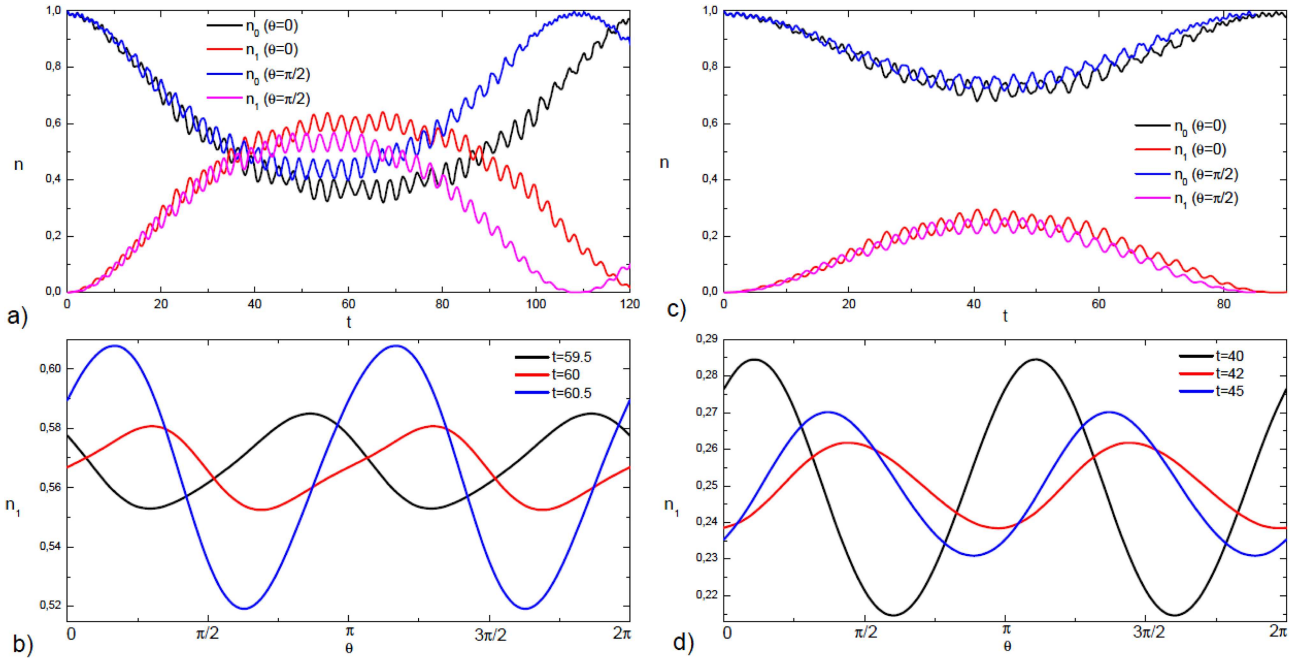 1,0
0,8
0,6
0,4
0,2
0,0
n
n₀ (θ=0)
n₁ (θ=0)
n₀ (θ=π/2)
n₁ (θ=π/2)
0 20 40 60 80 100 120
t
a)
1,0
0,8
0,6
0,4
0,2
0,0
n
n₀ (θ=0)
n₁ (θ=0)
n₀ (θ=π/2)
n₁ (θ=π/2)
0 20 40 60 80
t
c)
0,60
0,58
0,56
0,54
0,52
n₁
t=59.5
t=60
t=60.5
0 π/2 π 3π/2 2π
θ
b)
0,29
0,28
0,27
0,26
0,25
0,24
0,23
0,22
n₁
t=40
t=42
t=45
0 π/2 π 3π/2 2π
θ
d)